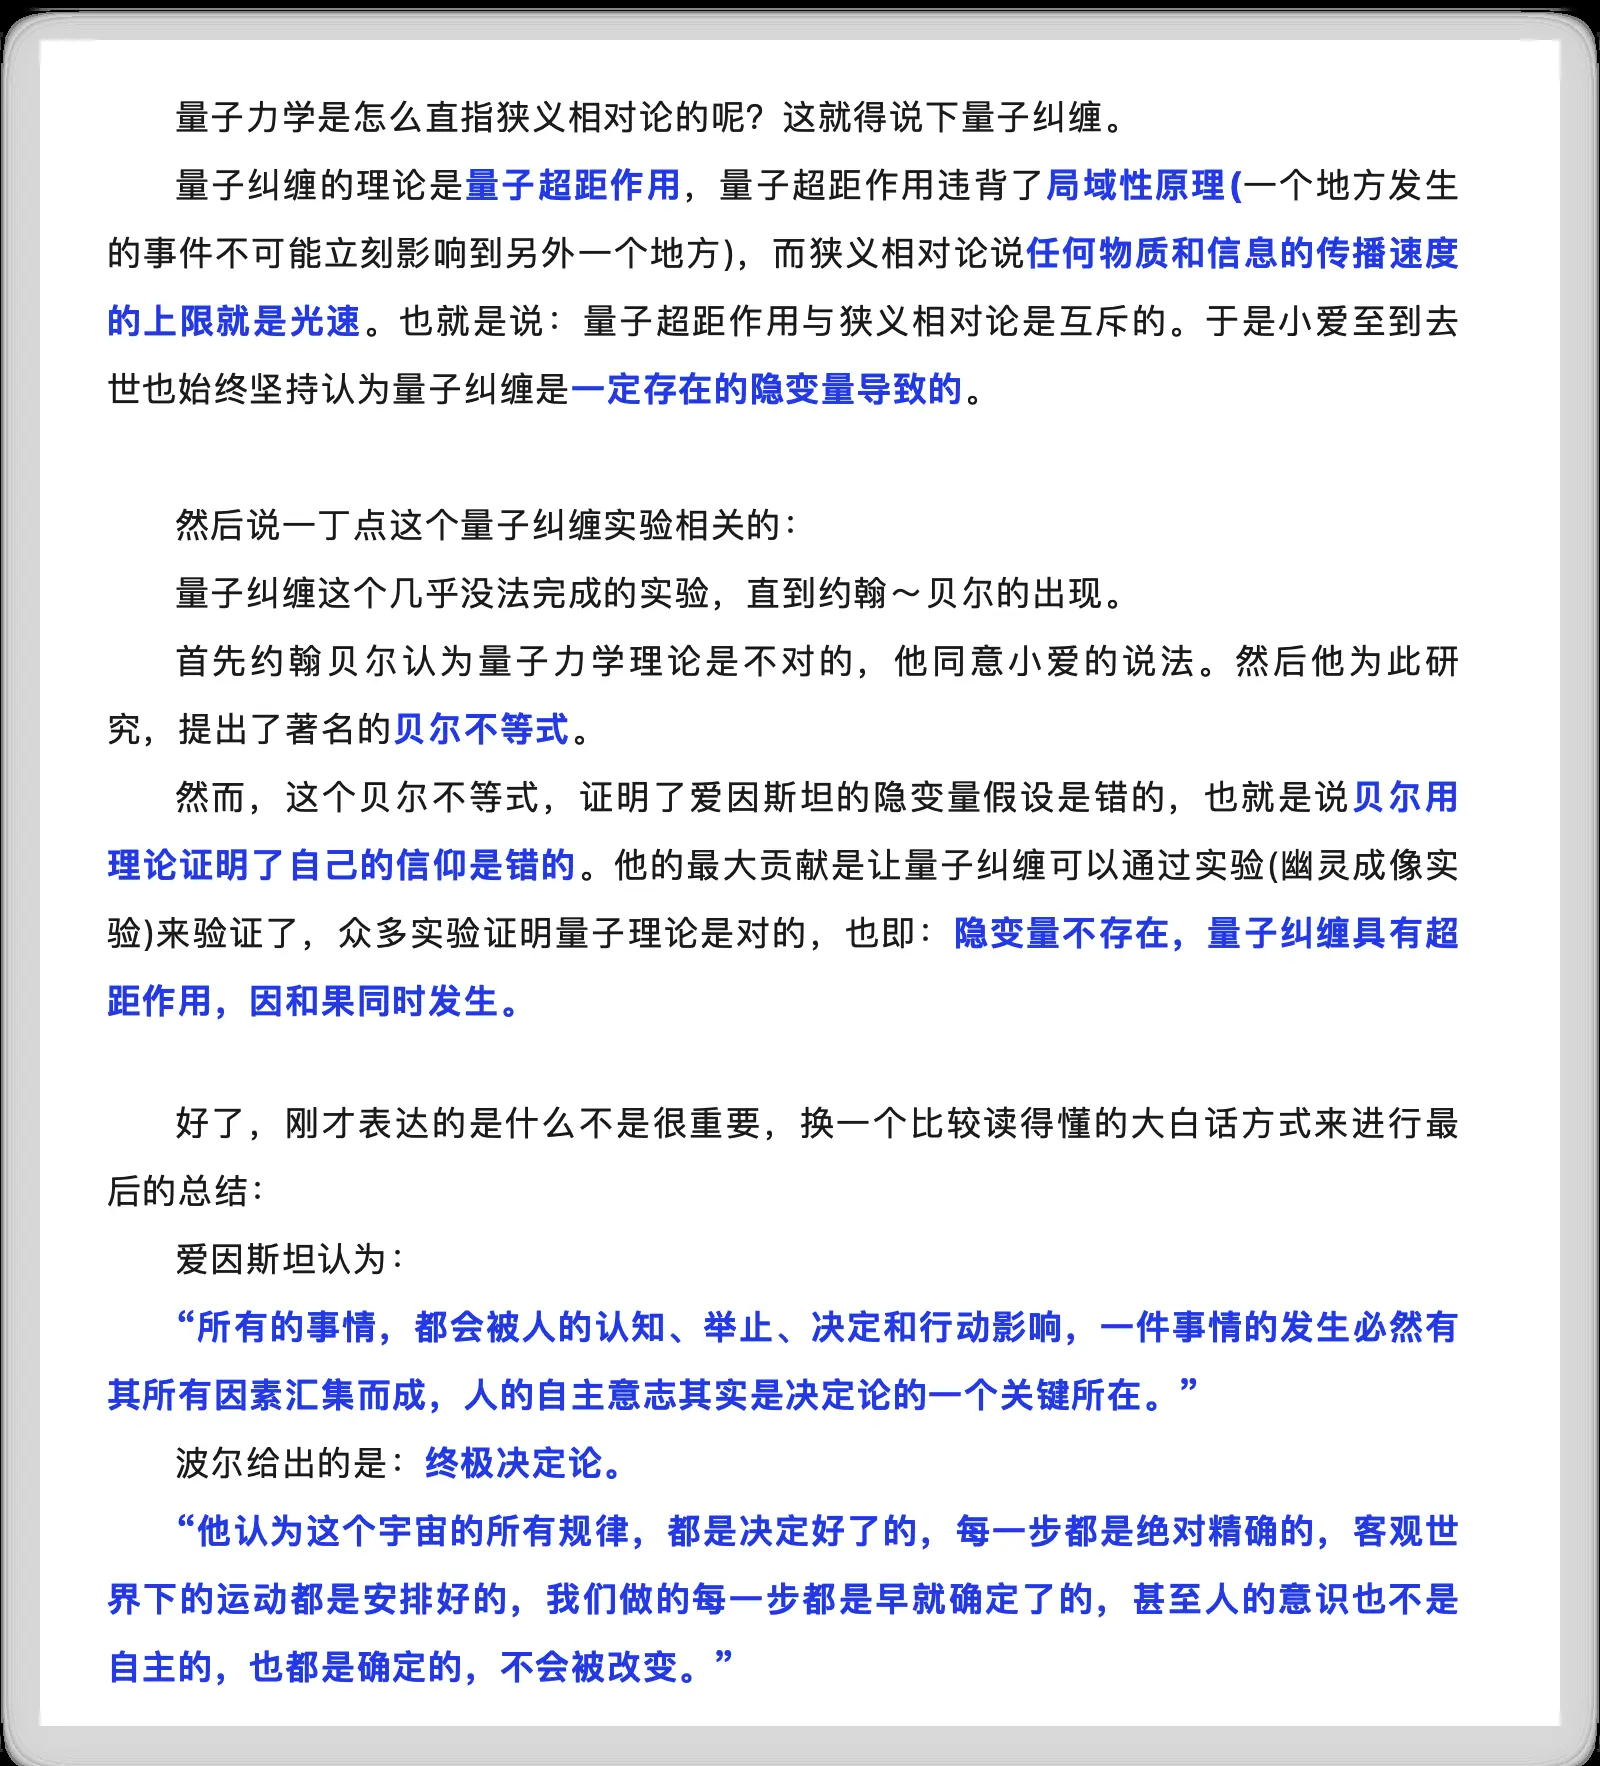 量子力学是怎么直指狭义相对论的呢？这就得说下量子纠缠。
量子纠缠的理论是量子超距作用，量子超距作用违背了局域性原理(一个地方发生
的事件不可能立刻影响到另外一个地方)，而狭义相对论说任何物质和信息的传播速度
的上限就是光速。也就是说：量子超距作用与狭义相对论是互斥的。于是小爱至到去
世也始终坚持认为量子纠缠是一定存在的隐变量导致的。
然后说一丁点这个量子纠缠实验相关的：
量子纠缠这个几乎没法完成的实验，直到约翰～贝尔的出现。
首先约翰贝尔认为量子力学理论是不对的，他同意小爱的说法。然后他为此研
究，提出了著名的贝尔不等式。
然而，这个贝尔不等式，证明了爱因斯坦的隐变量假设是错的，也就是说贝尔用
理论证明了自己的信仰是错的。他的最大贡献是让量子纠缠可以通过实验(幽灵成像实
验)来验证了，众多实验证明量子理论是对的，也即：隐变量不存在，量子纠缠具有超
距作用，因和果同时发生。
好了，刚才表达的是什么不是很重要，换一个比较读得懂的大白话方式来进行最
后的总结：
爱因斯坦认为：
“所有的事情，都会被人的认知、举止、决定和行动影响，一件事情的发生必然有
其所有因素汇集而成，人的自主意志其实是决定论的一个关键所在。”
波尔给出的是：终极决定论。
“他认为这个宇宙的所有规律，都是决定好了的，每一步都是绝对精确的，客观世
界下的运动都是安排好的，我们做的每一步都是早就确定了的，甚至人的意识也不是
自主的，也都是确定的，不会被改变。”